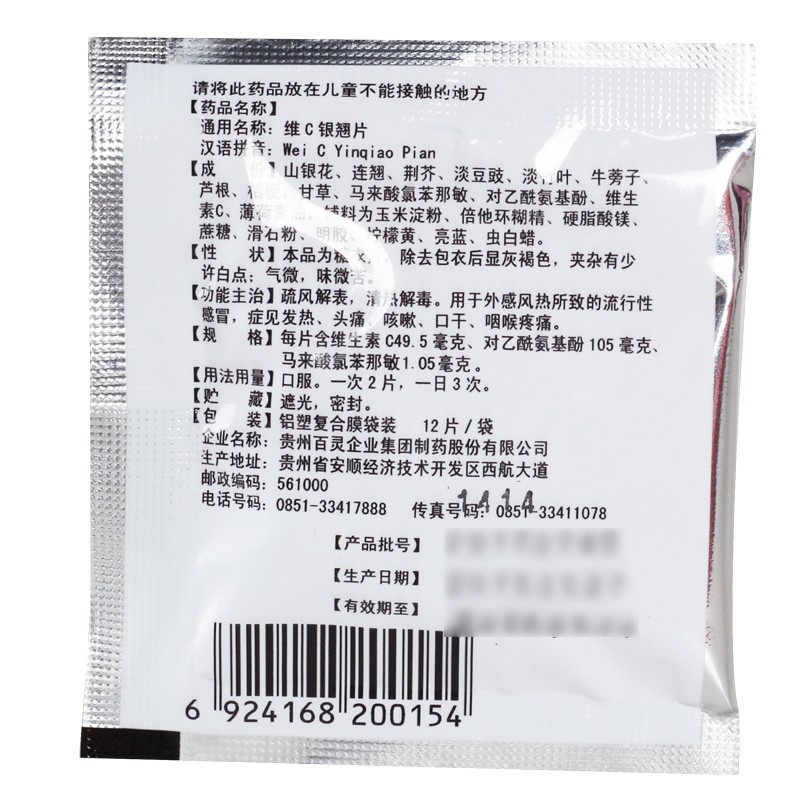 请将此药品放在儿童不能接触的地方
【药品名称】
通用名称：维C银翘片
汉语拼音：Wei C Yinqiao Pian
【成　份】山银花、连翘、荆芥、淡豆豉、淡竹叶、牛蒡子、
芦根、桔梗、甘草、马来酸氯苯那敏、对乙酰氨基酚、维生
素C、薄荷素油。辅料为玉米淀粉、倍他环糊精、硬脂酸镁、
蔗糖、滑石粉、明胶、柠檬黄、亮蓝、虫白蜡。
【性　状】本品为糖衣片，除去包衣后显灰褐色，夹杂有少
许白点；气微，味微苦。
【功能主治】疏风解表，清热解毒。用于外感风热所致的流行性
感冒，症见发热、头痛、咳嗽、口干、咽喉疼痛。
【规　格】每片含维生素C49.5毫克、对乙酰氨基酚105毫克、
马来酸氯苯那敏1.05毫克。
【用法用量】口服。一次2片，一日3次。
【贮　藏】遮光，密封。
【包　装】铝塑复合膜袋装　12片/袋
企业名称：贵州百灵企业集团制药股份有限公司
生产地址：贵州省安顺经济技术开发区西航大道
邮政编码：561000
电话号码：0851-33417888　传真号码：0851-33411078
1414
【产品批号】
【生产日期】
【有效期至】
6 924168 200154